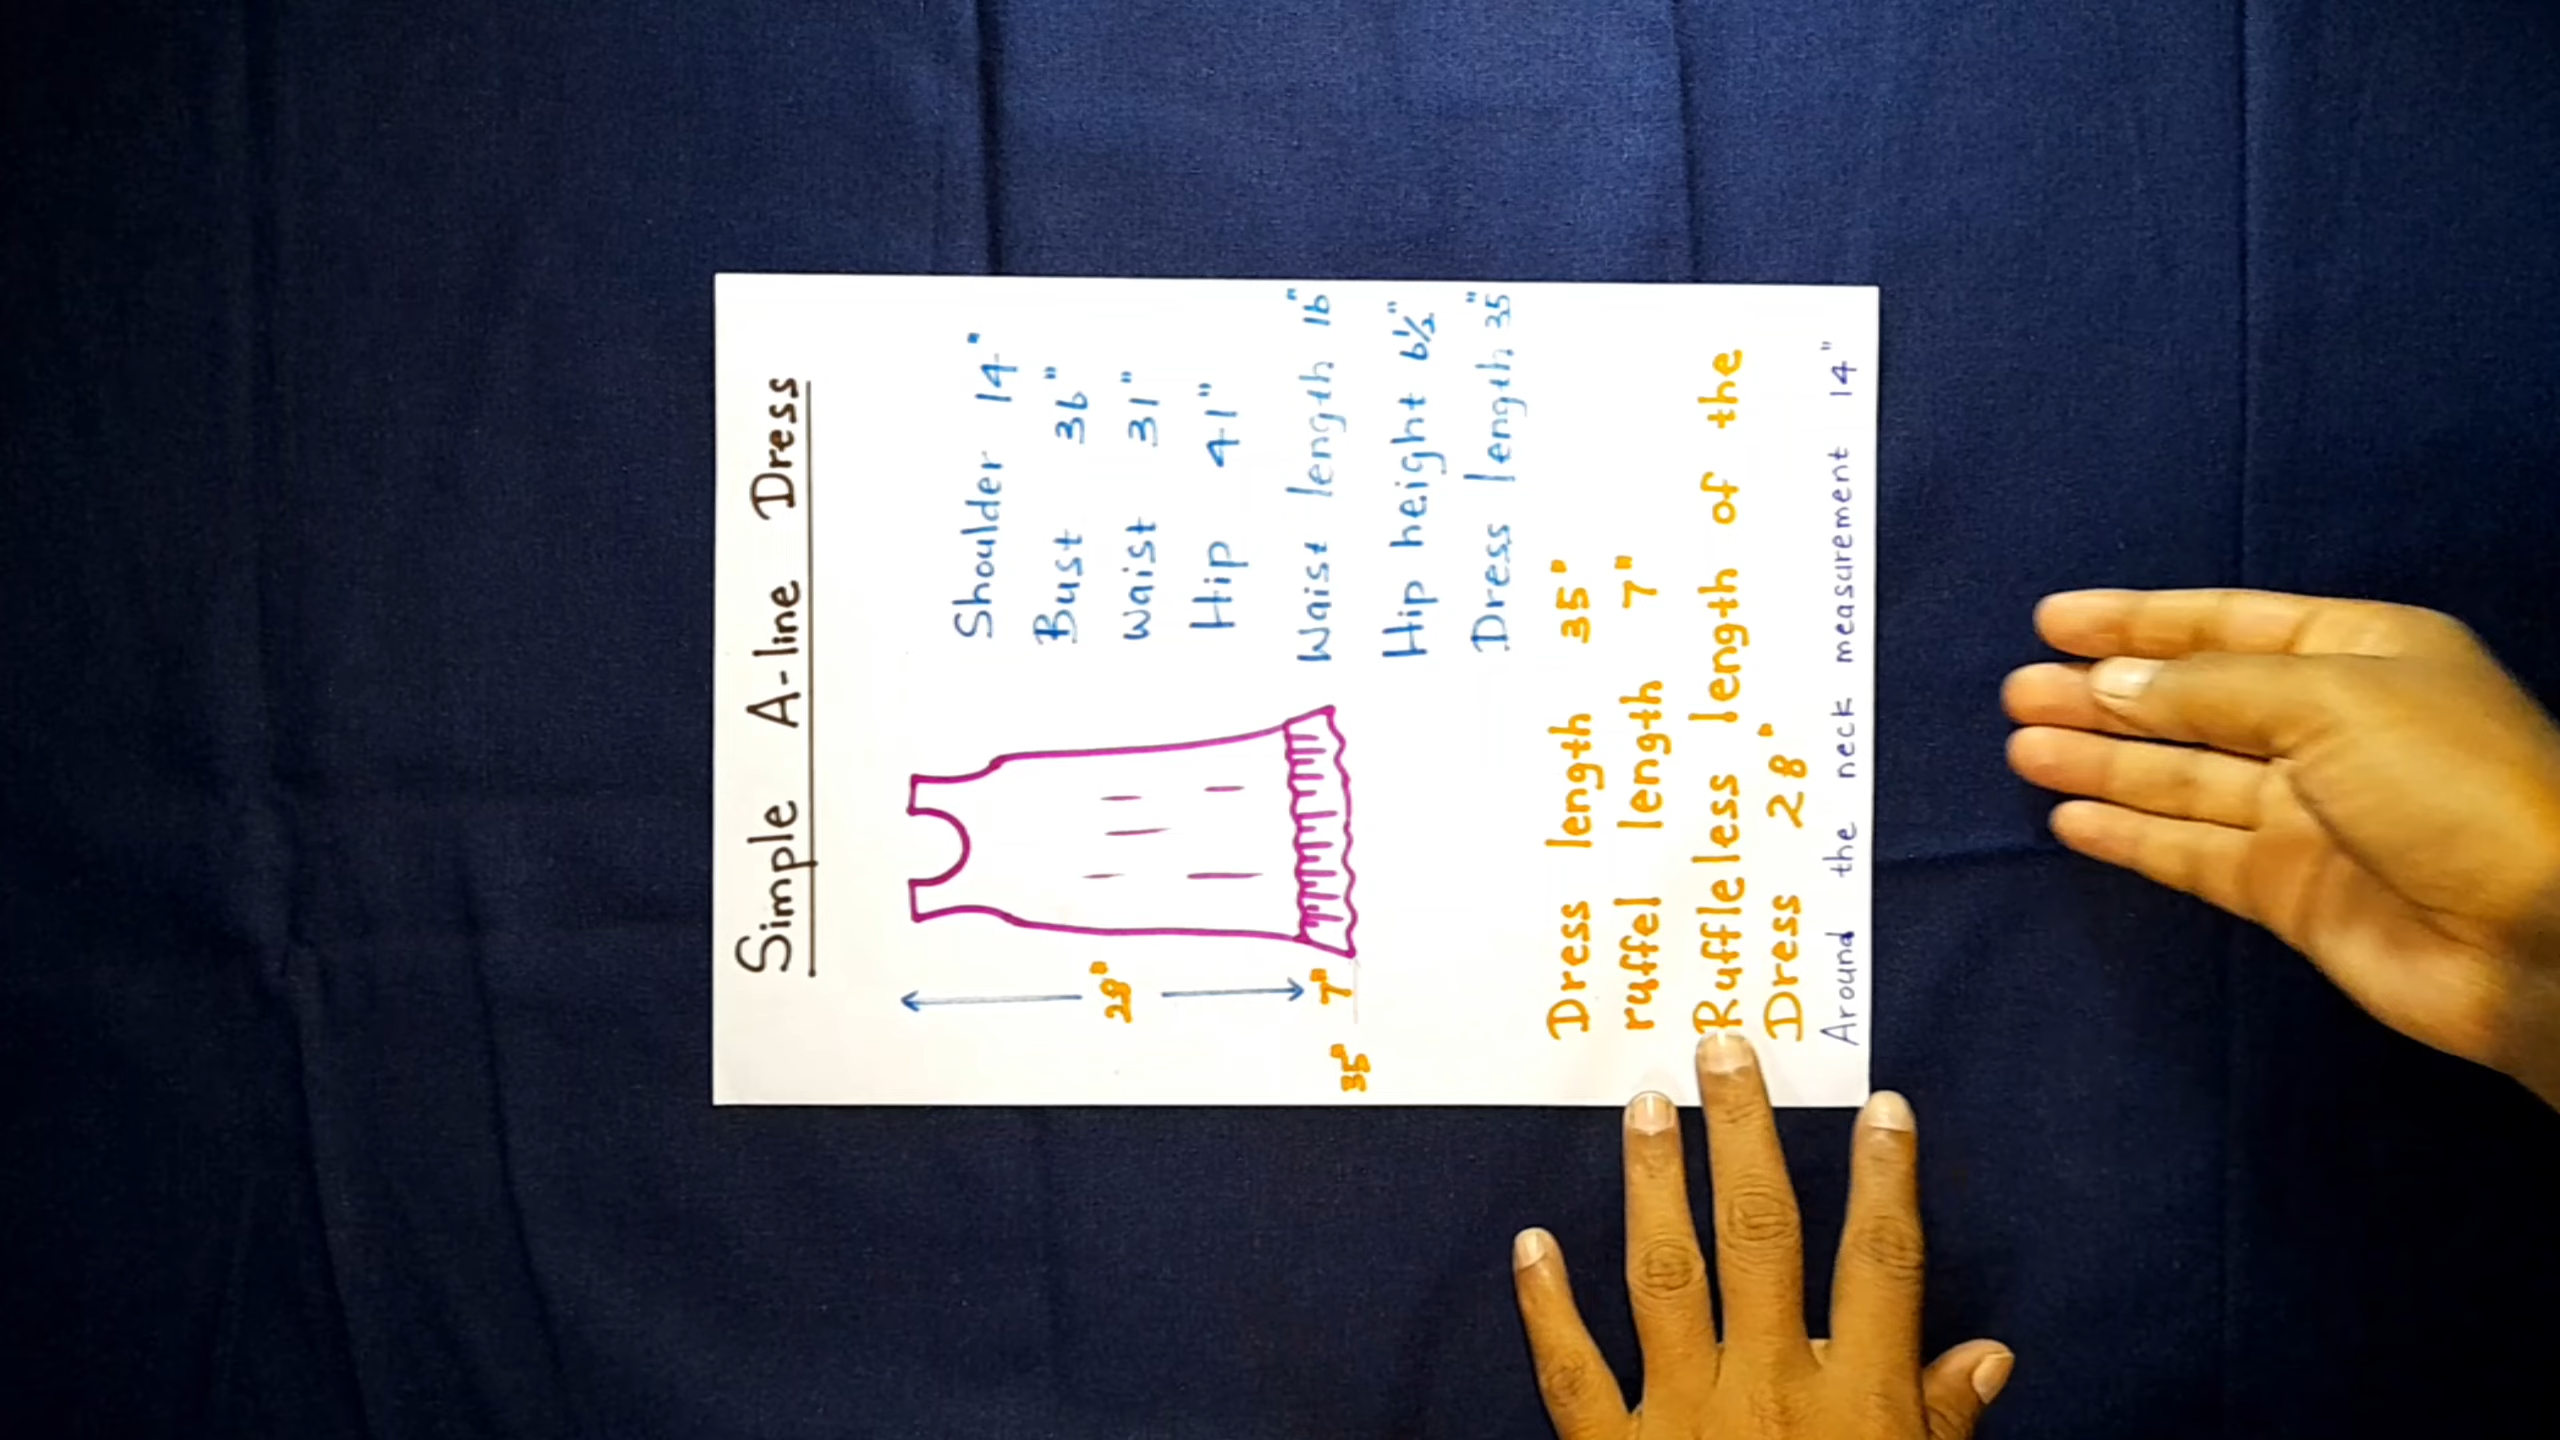 Simple A-line Dress
Shoulder 14"
Bust 36"
Waist 31"
Hip 41"
Waist length 16"
Hip height 6½"
Dress length 35"
28"
7"
35"
Dress length 35"
ruffel length 7"
Ruffleless length of the
Dress 28"
Around the neck measurement 14"